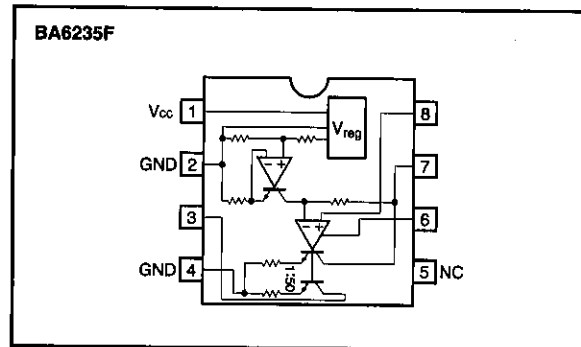 BA6235F
Vcc 1
8
Vreg
GND 2
7
− +
3
− +
6
GND 4
1:50
5 NC